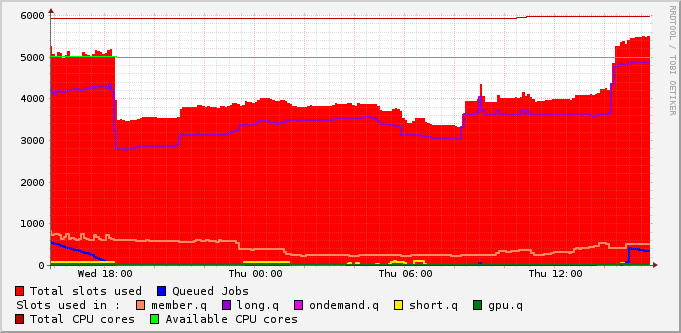 6000
5000
4000
3000
2000
1000
0
Wed 18:00 Thu 00:00 Thu 06:00 Thu 12:00
Total slots used Queued Jobs
Slots used in : member.q long.q ondemand.q short.q gpu.q
Total CPU cores Available CPU cores
RRDTOOL / TOBI OETIKER